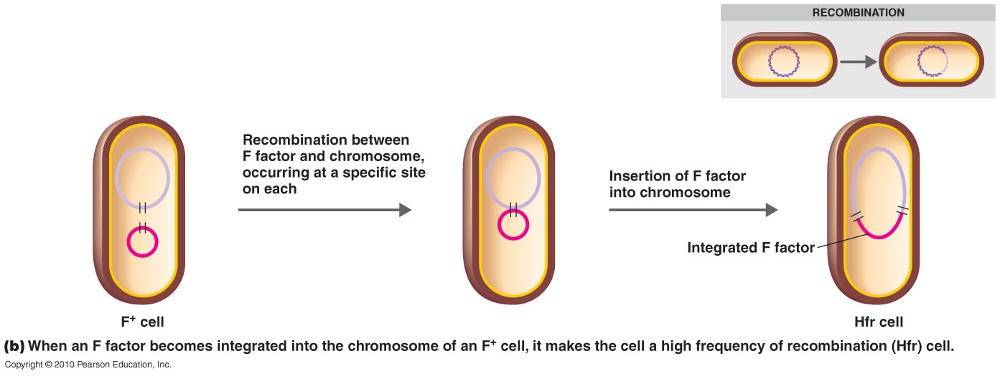 RECOMBINATION
Recombination between
F factor and chromosome,
occurring at a specific site
on each
Insertion of F factor
into chromosome
Integrated F factor
F⁺ cell
Hfr cell
(b) When an F factor becomes integrated into the chromosome of an F⁺ cell, it makes the cell a high frequency of recombination (Hfr) cell.
Copyright © 2010 Pearson Education, Inc.